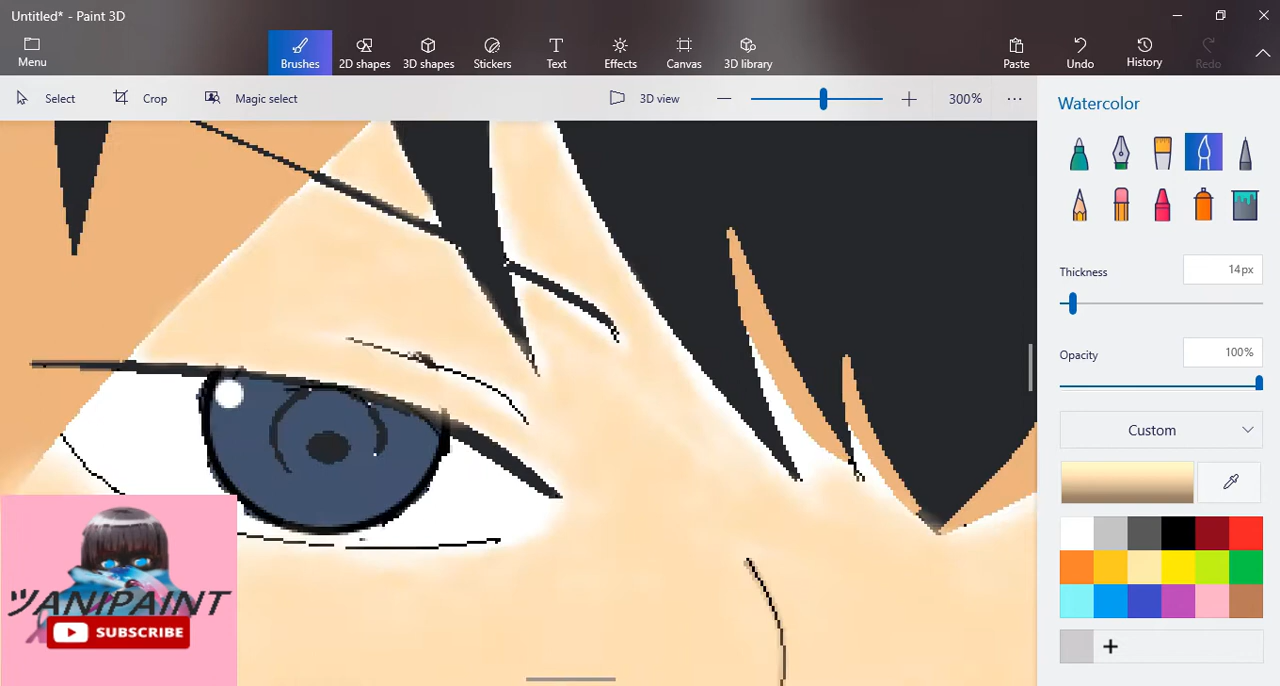 Untitled* - Paint 3D
Menu
Brushes
2D shapes
3D shapes
Stickers
Text
Effects
Canvas
3D library
Paste
Undo
History
Redo
Select
Crop
Magic select
3D view
300%
Watercolor
Thickness
14px
Opacity
100%
Custom
ツANIPAINT
SUBSCRIBE